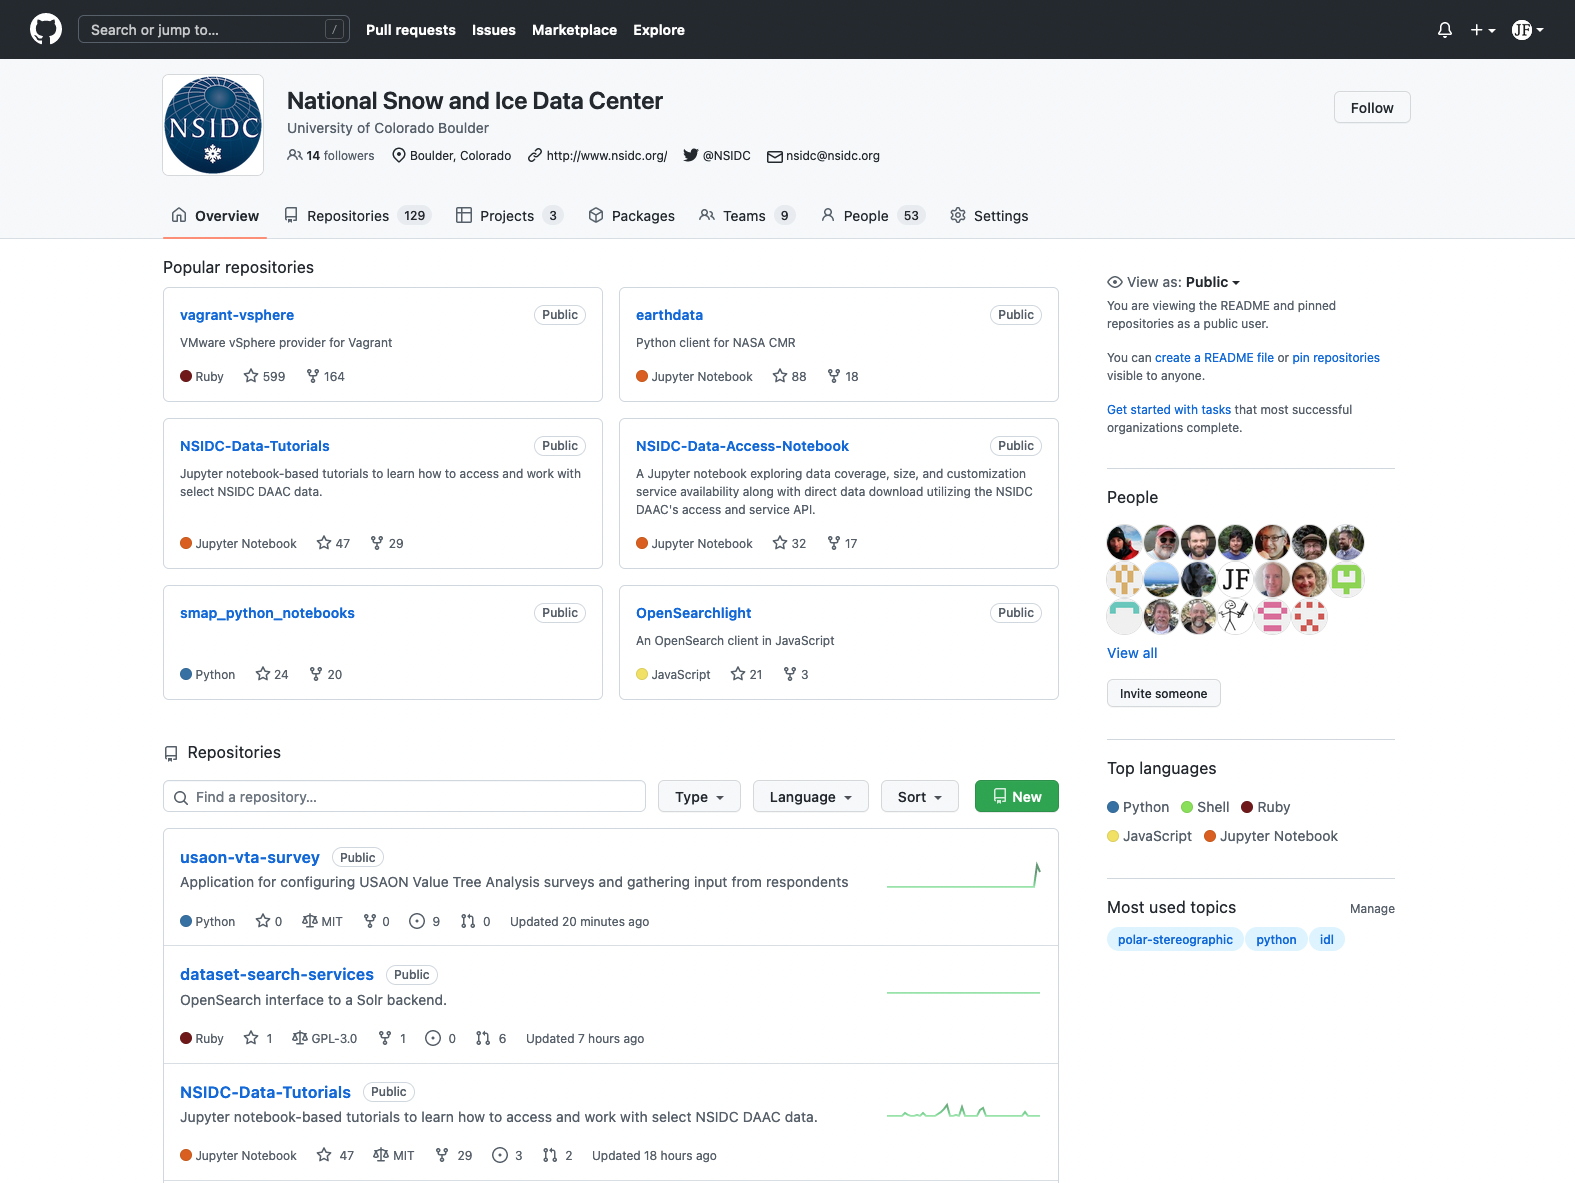 Search or jump to...
/
Pull requests
Issues
Marketplace
Explore
JF
NSIDC
National Snow and Ice Data Center
University of Colorado Boulder
14 followers
Boulder, Colorado
http://www.nsidc.org/
@NSIDC
nsidc@nsidc.org
Follow
Overview
Repositories 129
Projects 3
Packages
Teams 9
People 53
Settings
Popular repositories
vagrant-vsphere
Public
VMware vSphere provider for Vagrant
Ruby 599 164
earthdata
Public
Python client for NASA CMR
Jupyter Notebook 88 18
NSIDC-Data-Tutorials
Public
Jupyter notebook-based tutorials to learn how to access and work with
select NSIDC DAAC data.
Jupyter Notebook 47 29
NSIDC-Data-Access-Notebook
Public
A Jupyter notebook exploring data coverage, size, and customization
service availability along with direct data download utilizing the NSIDC
DAAC's access and service API.
Jupyter Notebook 32 17
smap_python_notebooks
Public
Python 24 20
OpenSearchlight
Public
An OpenSearch client in JavaScript
JavaScript 21 3
Repositories
Find a repository...
Type
Language
Sort
New
usaon-vta-survey Public
Application for configuring USAON Value Tree Analysis surveys and gathering input from respondents
Python 0 MIT 0 9 0 Updated 20 minutes ago
dataset-search-services Public
OpenSearch interface to a Solr backend.
Ruby 1 GPL-3.0 1 0 6 Updated 7 hours ago
NSIDC-Data-Tutorials Public
Jupyter notebook-based tutorials to learn how to access and work with select NSIDC DAAC data.
Jupyter Notebook 47 MIT 29 3 2 Updated 18 hours ago
View as: Public
You are viewing the README and pinned
repositories as a public user.
You can create a README file or pin repositories
visible to anyone.
Get started with tasks that most successful
organizations complete.
People
JF
View all
Invite someone
Top languages
Python Shell Ruby
JavaScript Jupyter Notebook
Most used topics
Manage
polar-stereographic python idl